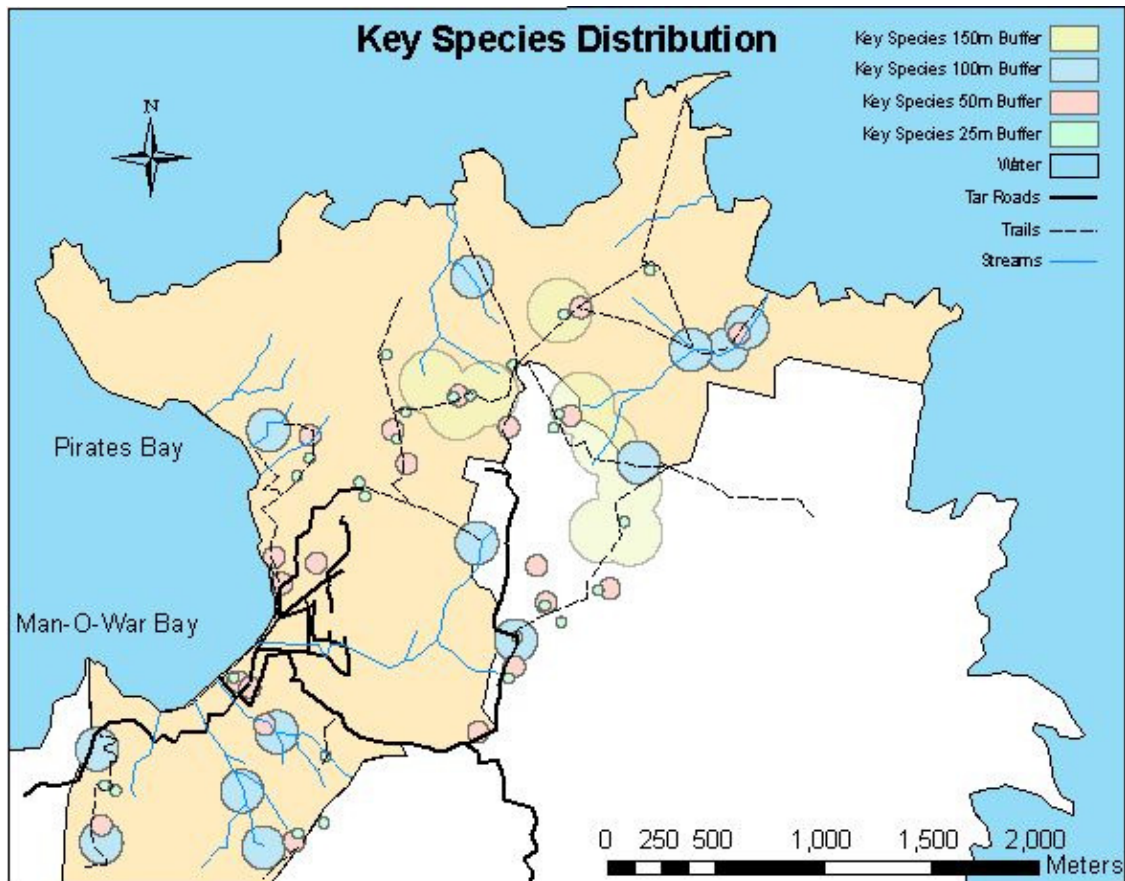 Key Species Distribution
Key Species 150m Buffer
Key Species 100m Buffer
Key Species 50m Buffer
Key Species 25m Buffer
Water
Tar Roads
Trails
Streams
N
Pirates Bay
Man-O-War Bay
0 250 500 1,000 1,500 2,000
Meters